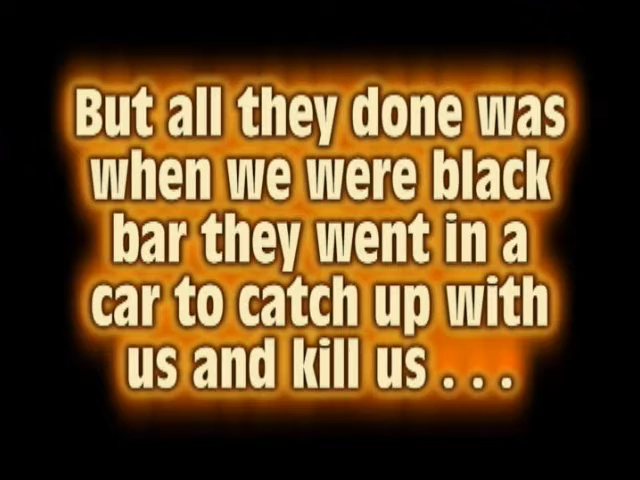 But all they done was
when we were black
bar they went in a
car to catch up with
us and kill us . . .